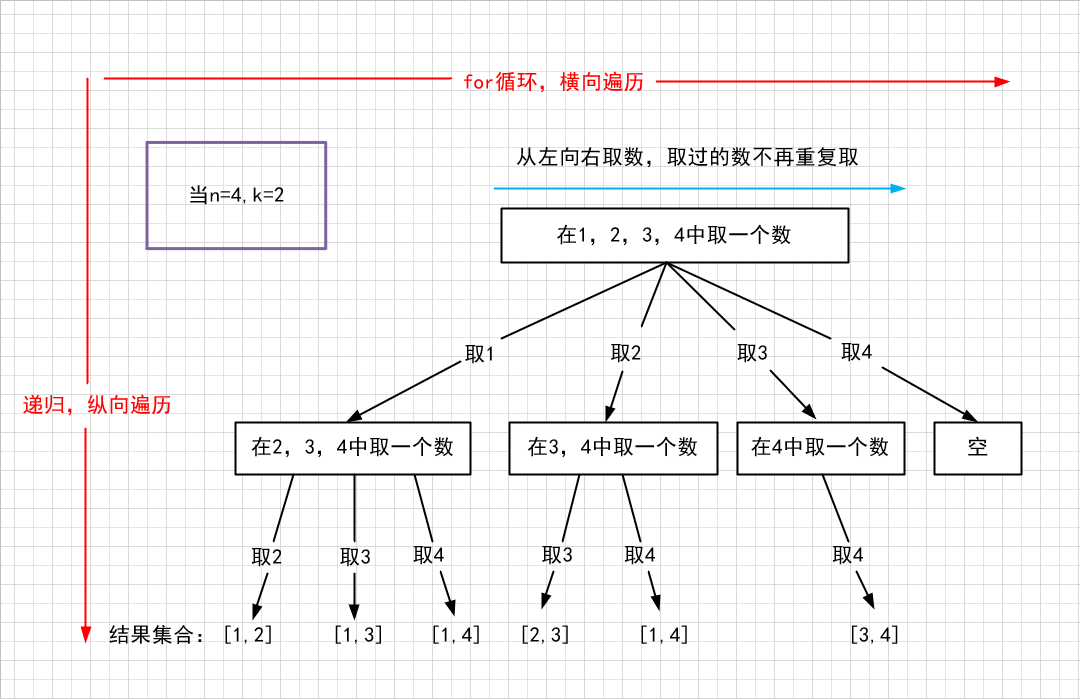 for循环，横向遍历
从左向右取数，取过的数不再重复取
当n=4,k=2
在1，2，3，4中取一个数
取1
取2
取3
取4
递归，纵向遍历
在2，3，4中取一个数
在3，4中取一个数
在4中取一个数
空
取2
取3
取4
取3
取4
取4
结果集合：[1,2]
[1,3]
[1,4]
[2,3]
[1,4]
[3,4]